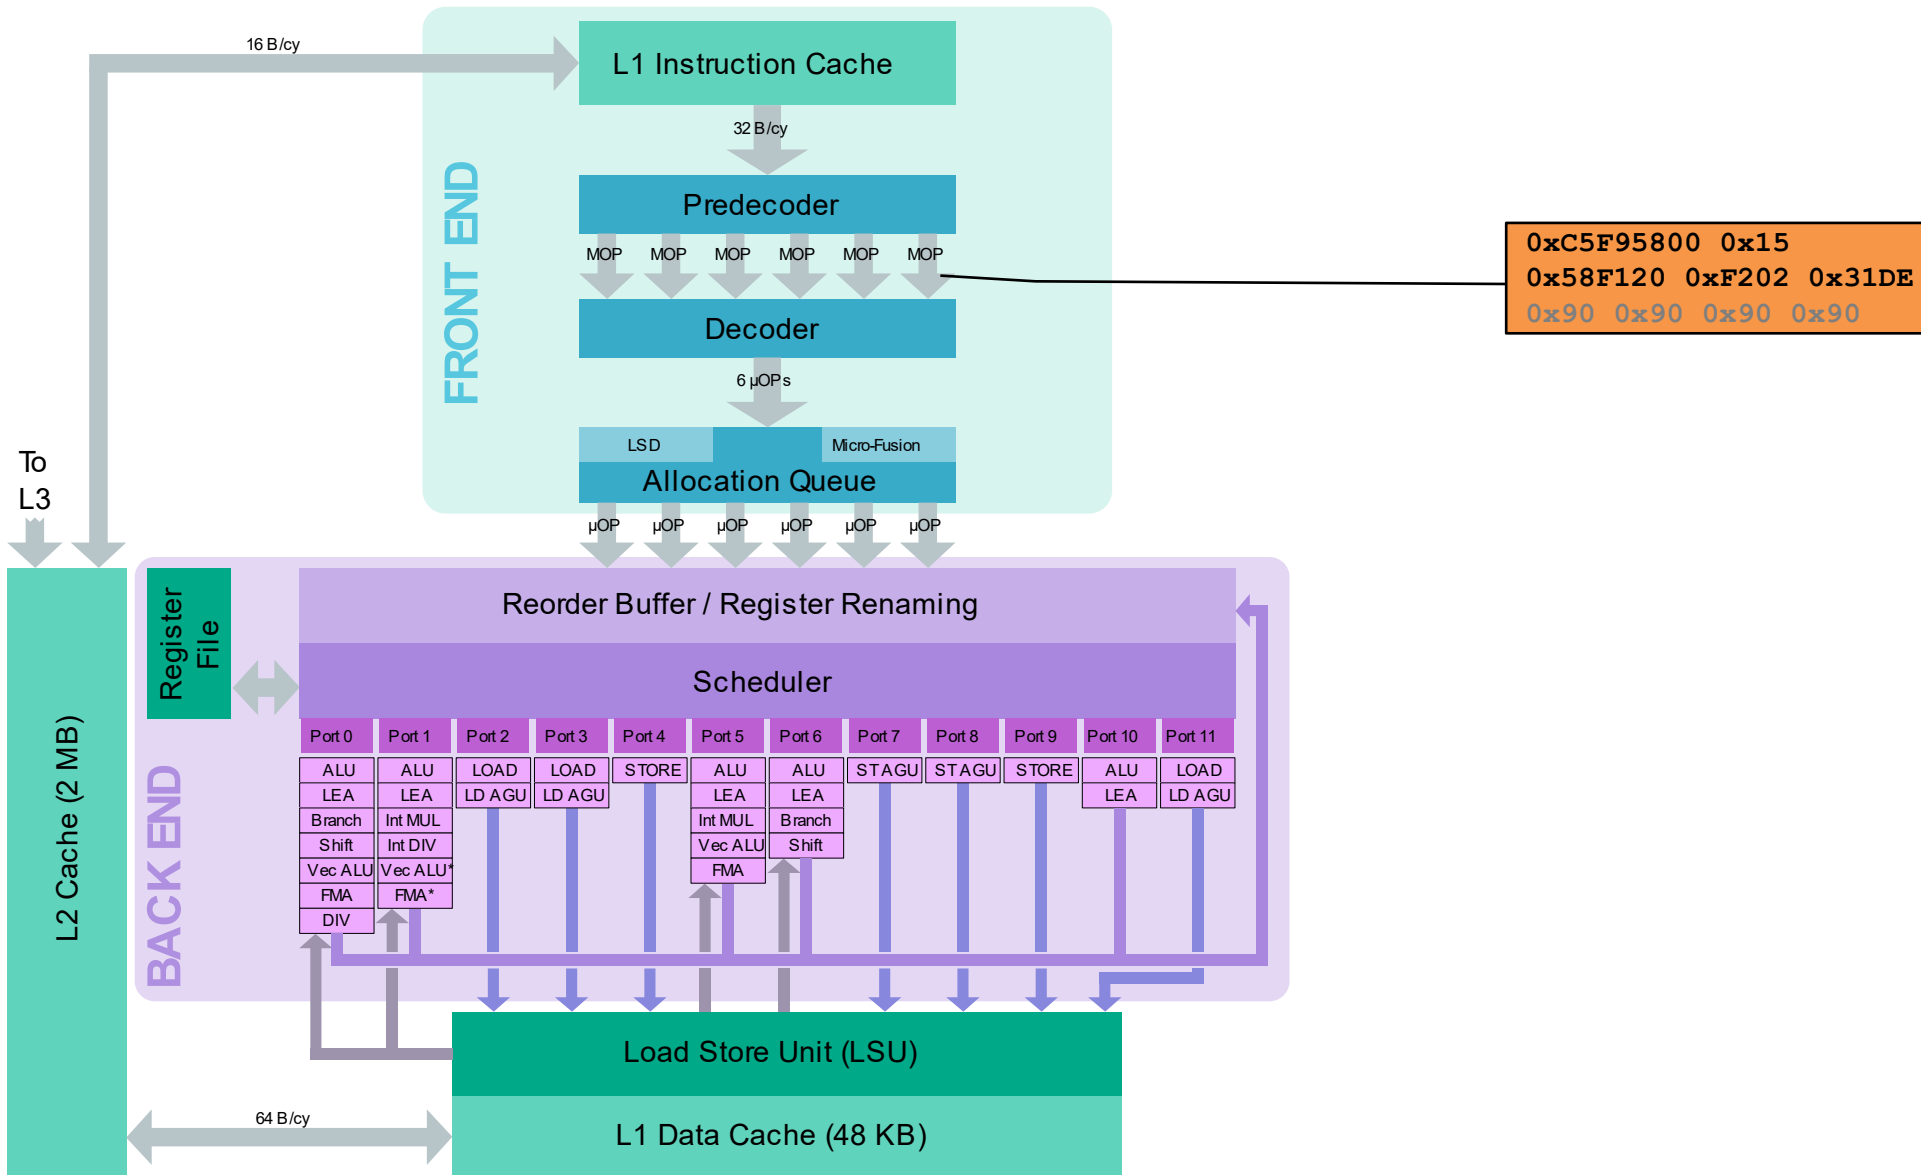 16 B/cy
L1 Instruction Cache
32 B/cy
FRONT END
Predecoder
MOP MOP MOP MOP MOP MOP
0xC5F95800 0x15
0x58F120 0xF202 0x31DE
0x90 0x90 0x90 0x90
Decoder
6 µOPs
LSD Micro-Fusion
Allocation Queue
µOP µOP µOP µOP µOP µOP
To
L3
L2 Cache (2 MB)
BACK END
Register
File
Reorder Buffer / Register Renaming
Scheduler
Port 0 Port 1 Port 2 Port 3 Port 4 Port 5 Port 6 Port 7 Port 8 Port 9 Port 10 Port 11
ALU ALU LOAD LOAD STORE ALU ALU ST AGU ST AGU STORE ALU LOAD
LEA LEA LD AGU LD AGU LEA LEA LEA LD AGU
Branch Int MUL Int MUL Branch
Shift Int DIV Vec ALU Shift
Vec ALU Vec ALU* FMA
FMA FMA*
DIV
Load Store Unit (LSU)
64 B/cy
L1 Data Cache (48 KB)